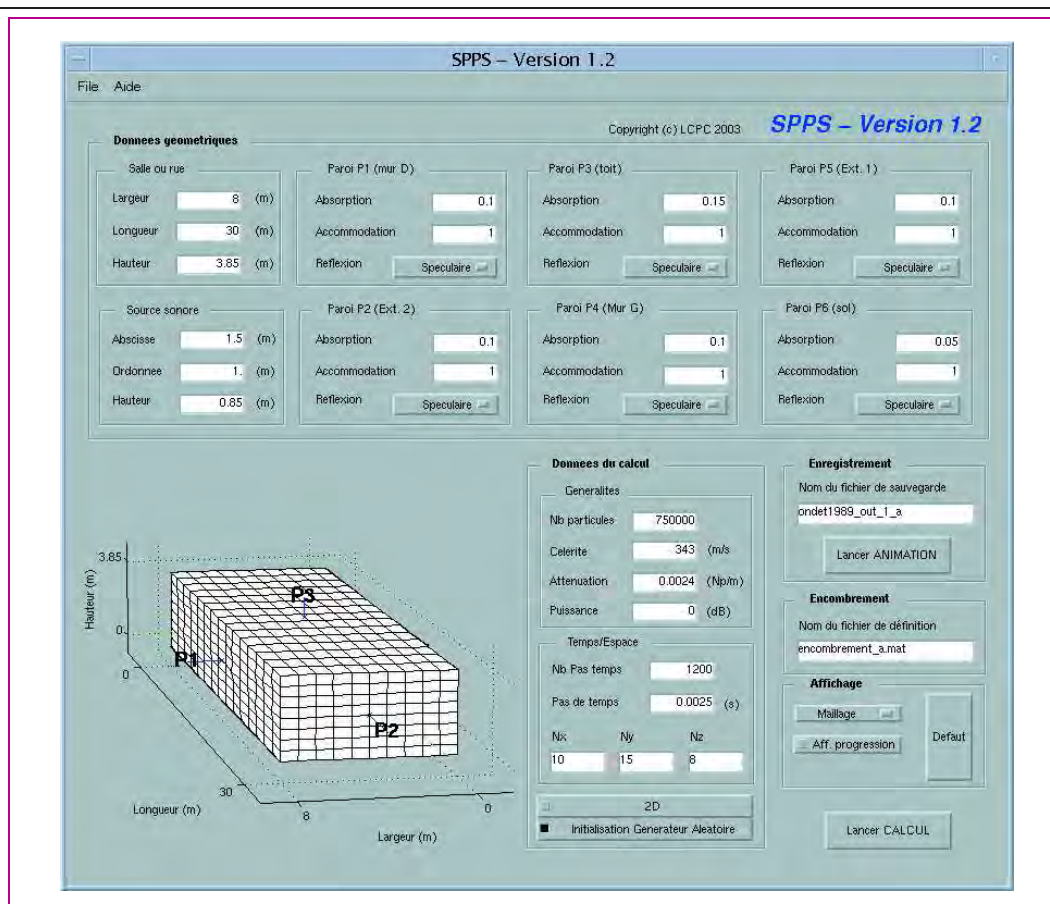 SPPS – Version 1.2
File Aide
Copyright (c) LCPC 2003
SPPS – Version 1.2
Donnees geometriques
Salle ou rue
Largeur 8 (m)
Longueur 30 (m)
Hauteur 3.85 (m)
Paroi P1 (mur D)
Absorption 0.1
Accommodation 1
Reflexion Speculaire
Paroi P3 (toit)
Absorption 0.15
Accommodation 1
Reflexion Speculaire
Paroi P5 (Ext. 1)
Absorption 0.1
Accommodation 1
Reflexion Speculaire
Source sonore
Abscisse 1.5 (m)
Ordonnee 1. (m)
Hauteur 0.85 (m)
Paroi P2 (Ext. 2)
Absorption 0.1
Accommodation 1
Reflexion Speculaire
Paroi P4 (Mur G)
Absorption 0.1
Accommodation 1
Reflexion Speculaire
Paroi P6 (sol)
Absorption 0.05
Accommodation 1
Reflexion Speculaire
3.85
0
Hauteur (m)
0
P3
P1
P2
30
Longueur (m)
8
0
Largeur (m)
Donnees du calcul
Generalites
Nb particules 750000
Celerite 343 (m/s
Attenuation 0.0024 (Np/m)
Puissance 0 (dB)
Temps/Espace
Nb Pas temps 1200
Pas de temps 0.0025 (s)
Nx Ny Nz
10 15 8
2D
Initialisation Generateur Aleatoire
Enregistrement
Nom du fichier de sauvegarde
ondet1989_out_1_a
Lancer ANIMATION
Encombrement
Nom du fichier de définition
encombrement_a.mat
Affichage
Maillage
Aff. progression
Defaut
Lancer CALCUL